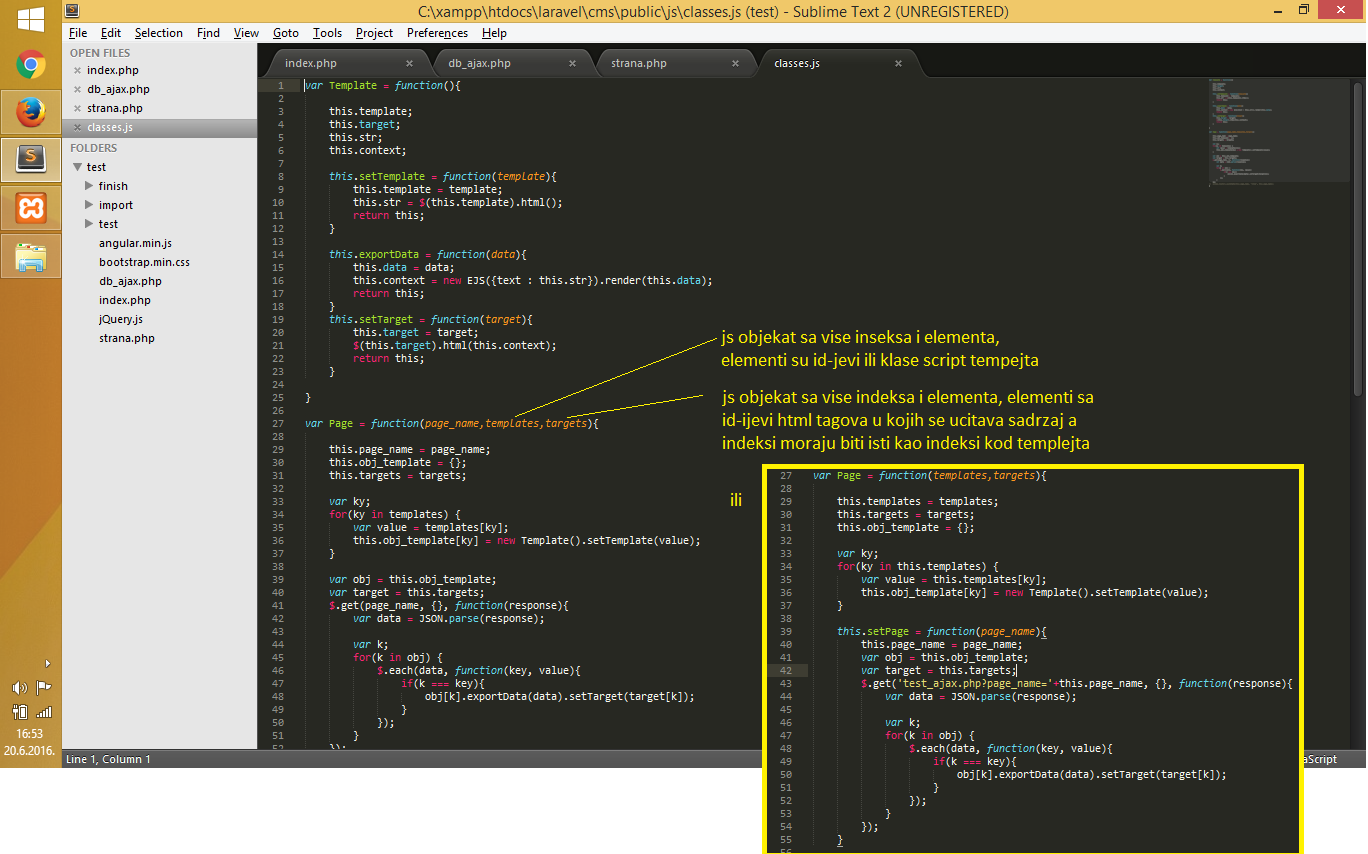 C:\xampp\htdocs\laravel\cms\public\js\classes.js (test) - Sublime Text 2 (UNREGISTERED)
File Edit Selection Find View Goto Tools Project Preferences Help
OPEN FILES
index.php
db_ajax.php
strana.php
classes.js
FOLDERS
test
finish
import
test
angular.min.js
bootstrap.min.css
db_ajax.php
index.php
jQuery.js
strana.php
index.php db_ajax.php strana.php classes.js
1 var Template = function(){
2
3 this.template;
4 this.target;
5 this.str;
6 this.context;
7
8 this.setTemplate = function(template){
9 this.template = template;
10 this.str = $(this.template).html();
11 return this;
12 }
13
14 this.exportData = function(data){
15 this.data = data;
16 this.context = new EJS({text : this.str}).render(this.data);
17 return this;
18 }
19 this.setTarget = function(target){
20 this.target = target;
21 $(this.target).html(this.context);
22 return this;
23 }
24
25 }
26
27 var Page = function(page_name,templates,targets){
28
29 this.page_name = page_name;
30 this.obj_template = {};
31 this.targets = targets;
32
33 var ky;
34 for(ky in templates) {
35 var value = templates[ky];
36 this.obj_template[ky] = new Template().setTemplate(value);
37 }
38
39 var obj = this.obj_template;
40 var target = this.targets;
41 $.get(page_name, {}, function(response){
42 var data = JSON.parse(response);
43
44 var k;
45 for(k in obj) {
46 $.each(data, function(key, value){
47 if(k === key){
48 obj[k].exportData(data).setTarget(target[k]);
49 }
50 });
51 }
52 });
js objekat sa vise inseksa i elementa,
elementi su id-jevi ili klase script tempejta
js objekat sa vise indeksa i elementa, elementi sa
id-ijevi html tagova u kojih se ucitava sadrzaj a
indeksi moraju biti isti kao indeksi kod templejta
ili
27 var Page = function(templates,targets){
28
29 this.templates = templates;
30 this.targets = targets;
31 this.obj_template = {};
32
33 var ky;
34 for(ky in this.templates) {
35 var value = this.templates[ky];
36 this.obj_template[ky] = new Template().setTemplate(value);
37 }
38
39 this.setPage = function(page_name){
40 this.page_name = page_name;
41 var obj = this.obj_template;
42 var target = this.targets;
43 $.get('test_ajax.php?page_name='+this.page_name, {}, function(response){
44 var data = JSON.parse(response);
45
46 var k;
47 for(k in obj) {
48 $.each(data, function(key, value){
49 if(k === key){
50 obj[k].exportData(data).setTarget(target[k]);
51 }
52 });
53 }
54 });
55 }
56
16:53
20.6.2016.
Line 1, Column 1
aScript